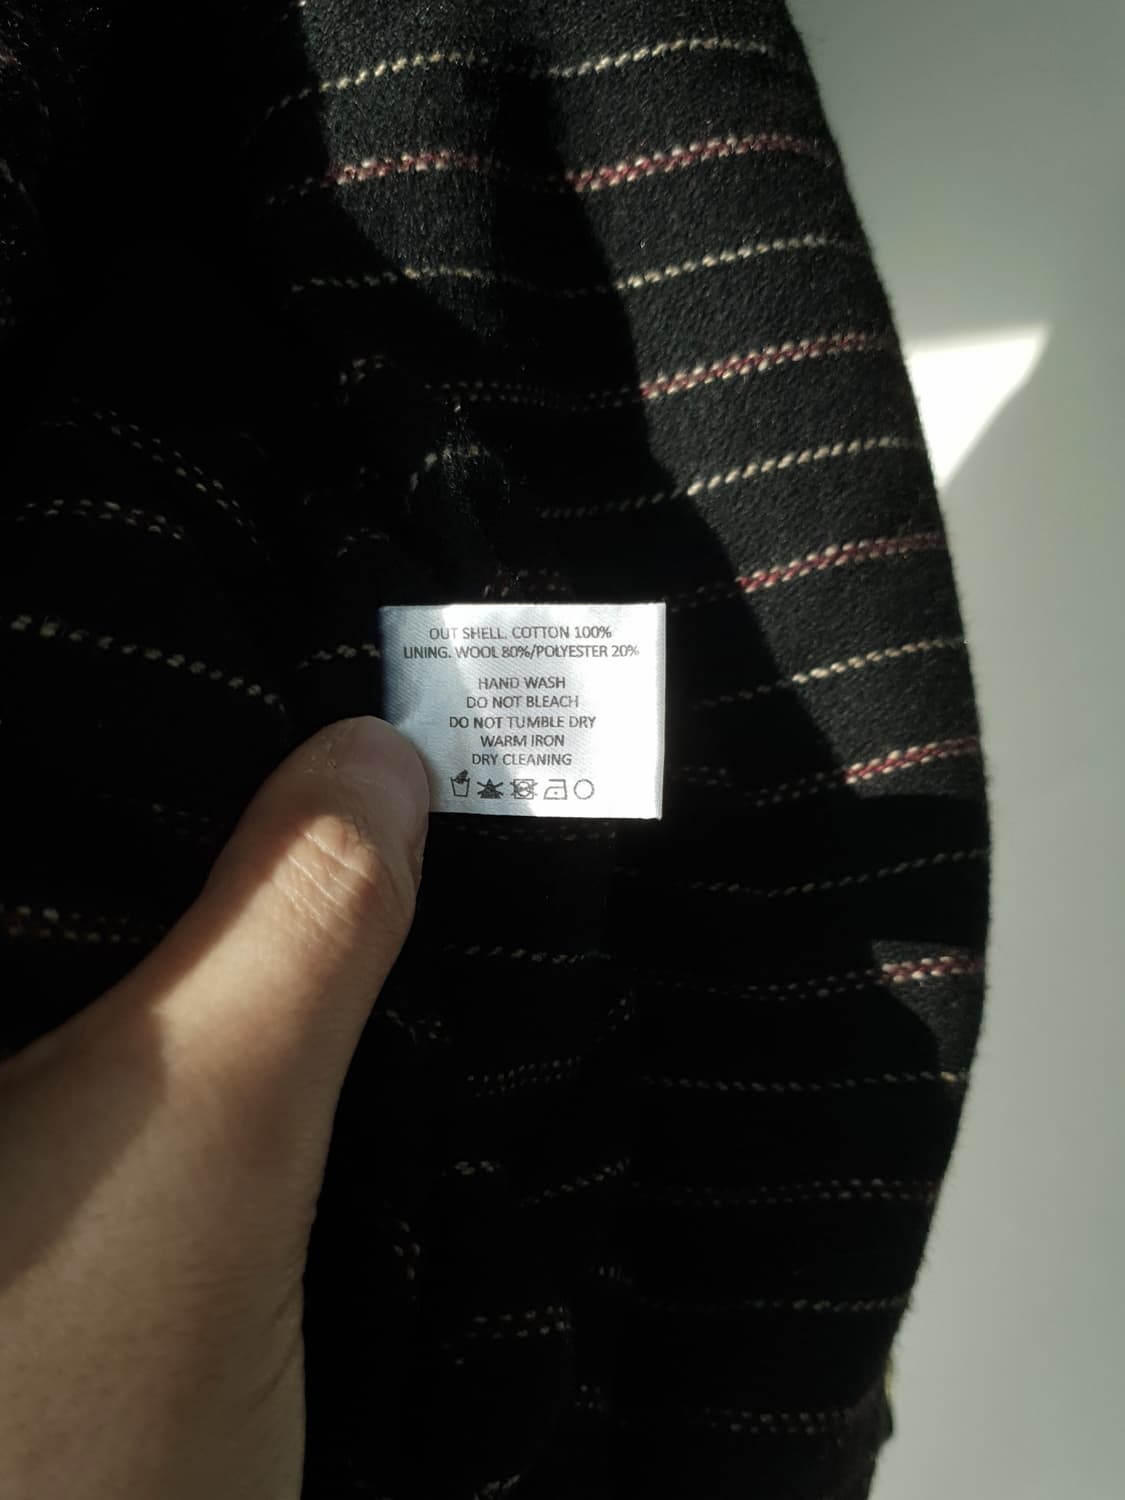 OUT SHELL. COTTON 100%
LINING. WOOL 80%/POLYESTER 20%
HAND WASH
DO NOT BLEACH
DO NOT TUMBLE DRY
WARM IRON
DRY CLEANING